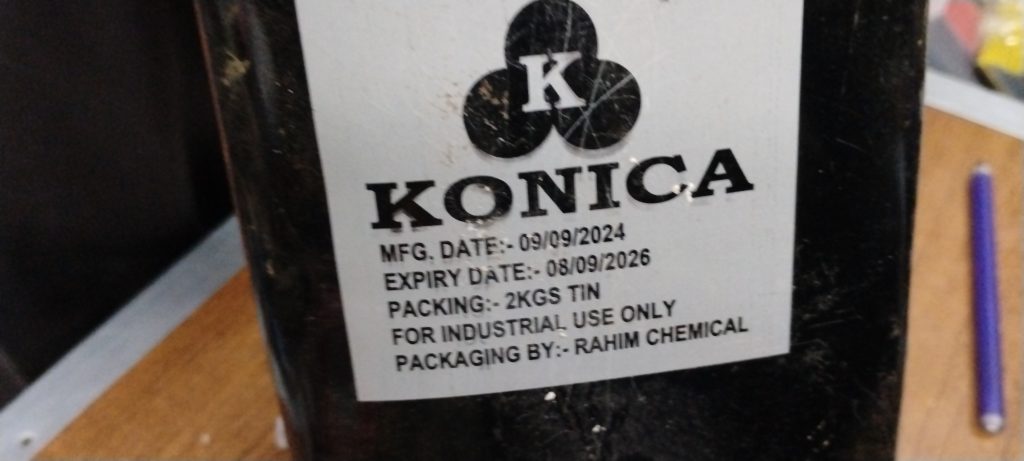 K
KONICA
MFG. DATE:- 09/09/2024
EXPIRY DATE:- 08/09/2026
PACKING:- 2KGS TIN
FOR INDUSTRIAL USE ONLY
PACKAGING BY:- RAHIM CHEMICAL